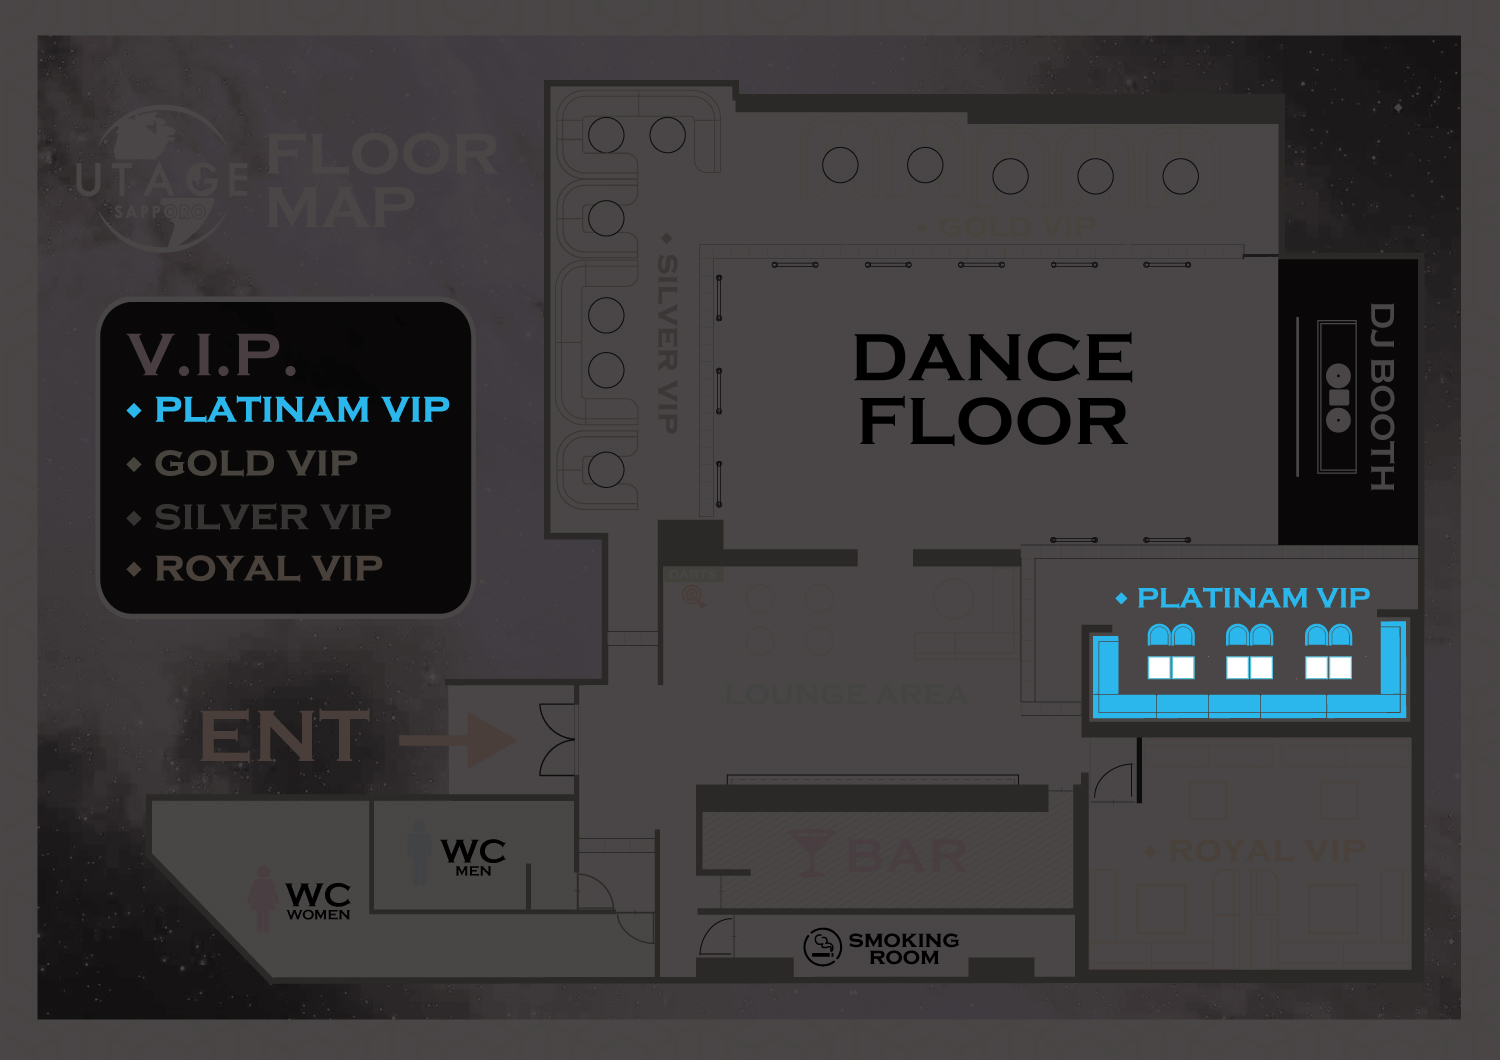 UTAGE
SAPPORO
FLOOR
MAP
V.I.P.
◆ PLATINAM VIP
◆ GOLD VIP
◆ SILVER VIP
◆ ROYAL VIP
◆ GOLD VIP
◆ SILVER VIP
DANCE
FLOOR
DJ BOOTH
DARTS
◆ PLATINAM VIP
LOUNGE AREA
ENT
WC
MEN
WC
WOMEN
BAR
◆ ROYAL VIP
SMOKING
ROOM